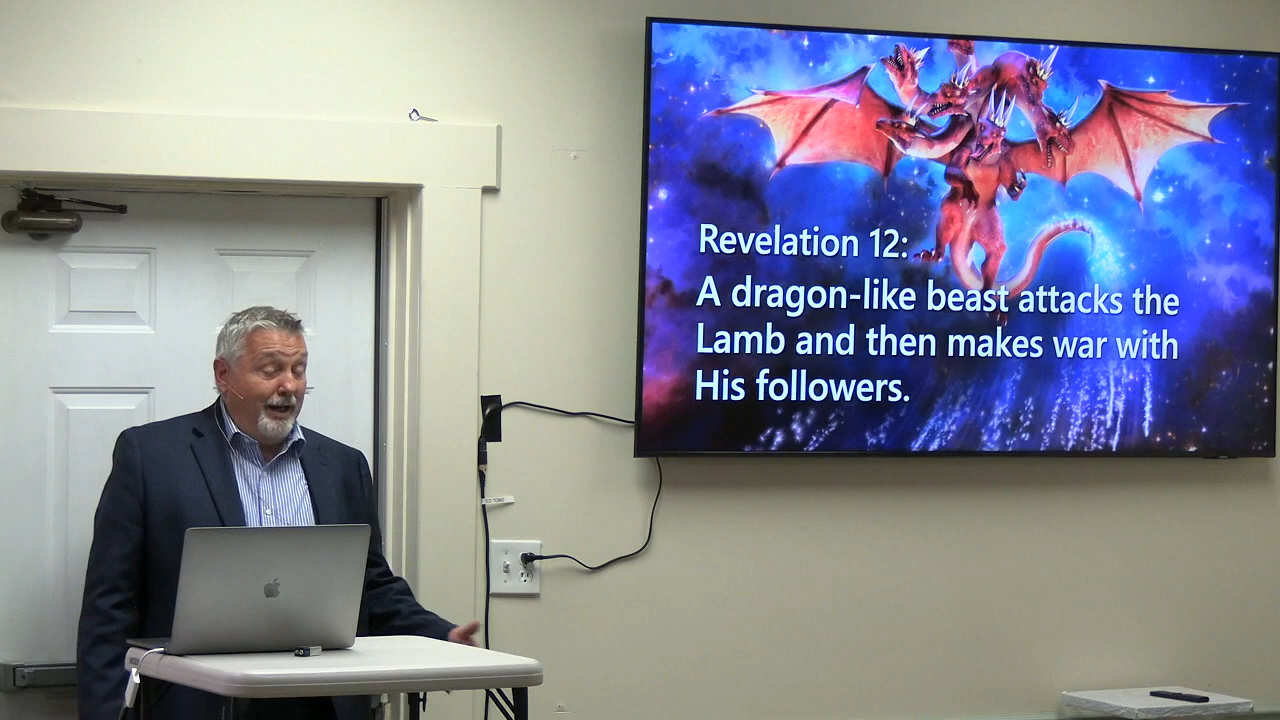 Revelation 12:
A dragon-like beast attacks the
Lamb and then makes war with
His followers.